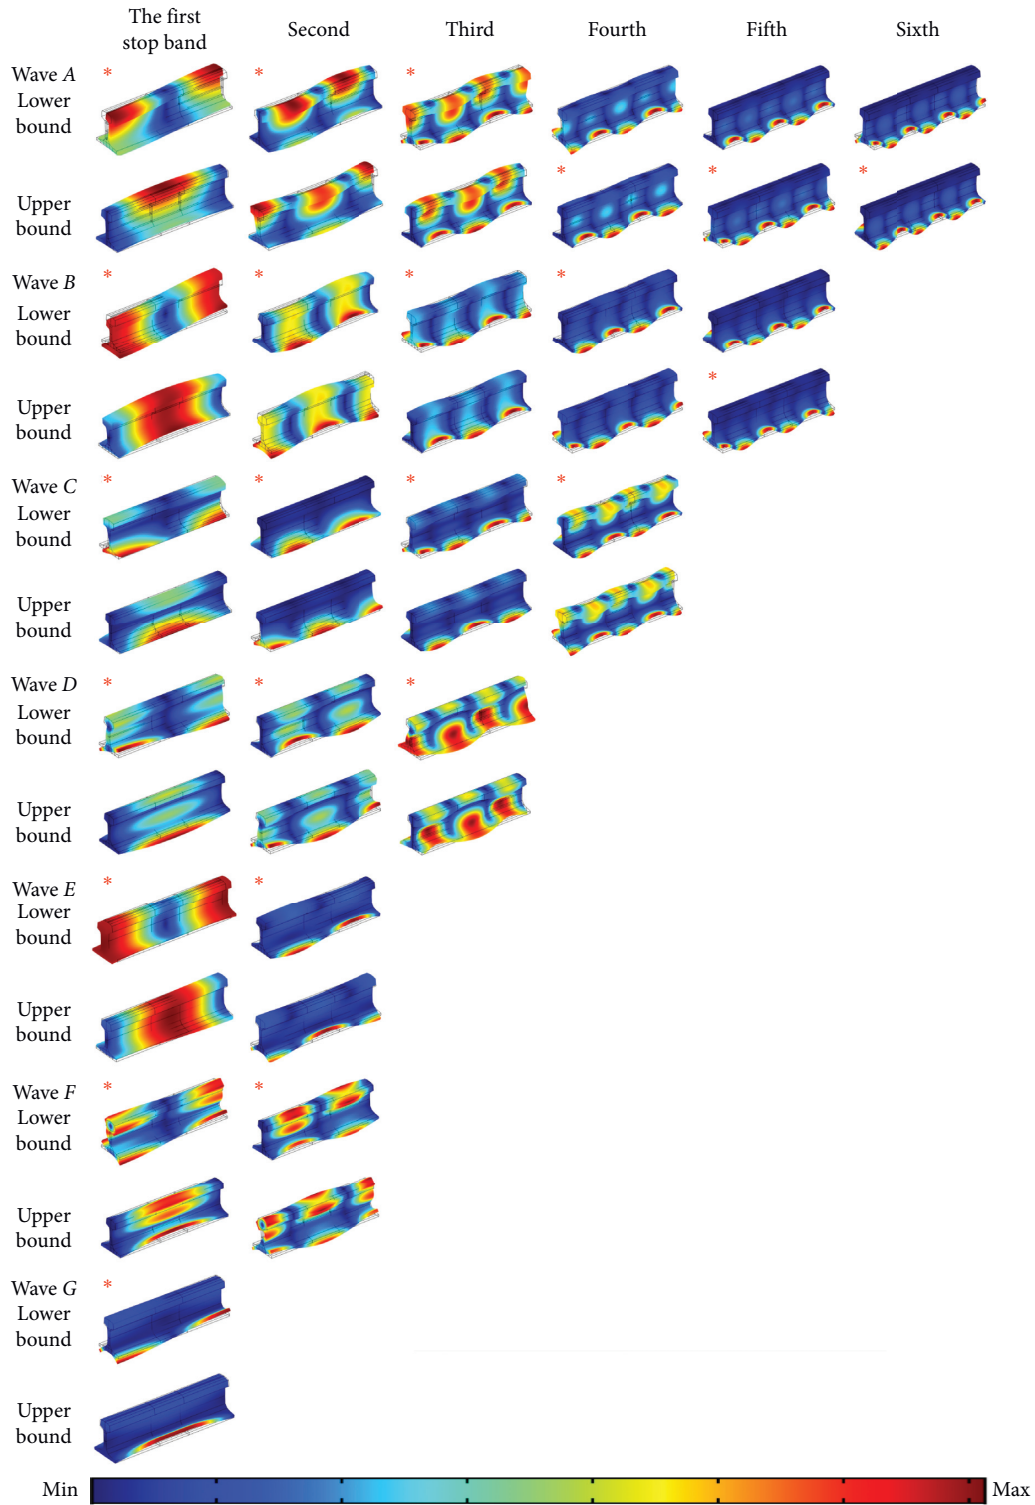 The first
stop band
Second
Third
Fourth
Fifth
Sixth
Wave A
Lower
bound
* * *
Upper
bound
* * *
Wave B
Lower
bound
* * * *
Upper
bound
*
Wave C
Lower
bound
* * * *
Upper
bound
Wave D
Lower
bound
* * *
Upper
bound
Wave E
Lower
bound
* *
Upper
bound
Wave F
Lower
bound
* *
Upper
bound
Wave G
Lower
bound
*
Upper
bound
Min
Max